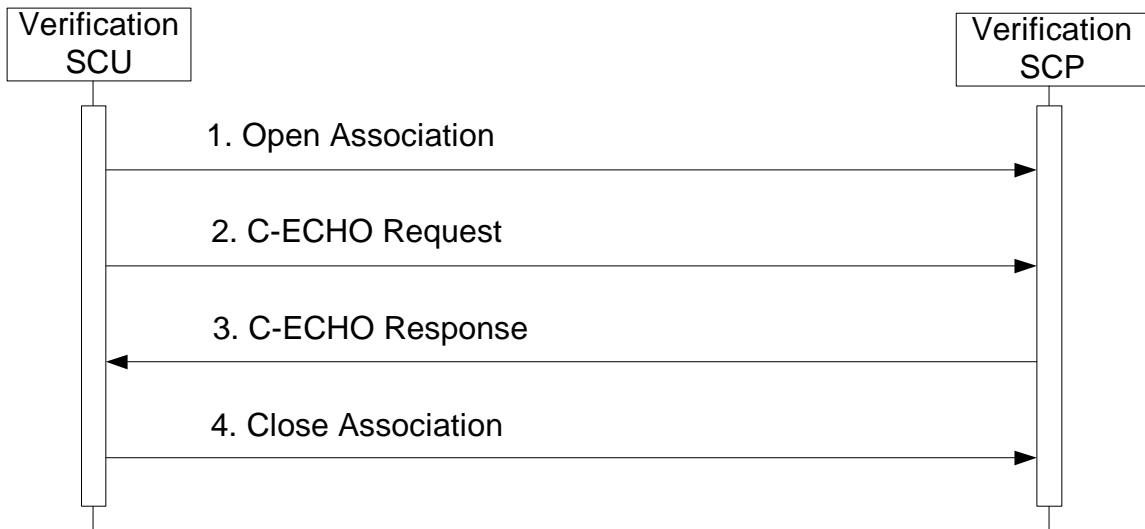 Verification
SCU
Verification
SCP
1. Open Association
2. C-ECHO Request
3. C-ECHO Response
4. Close Association